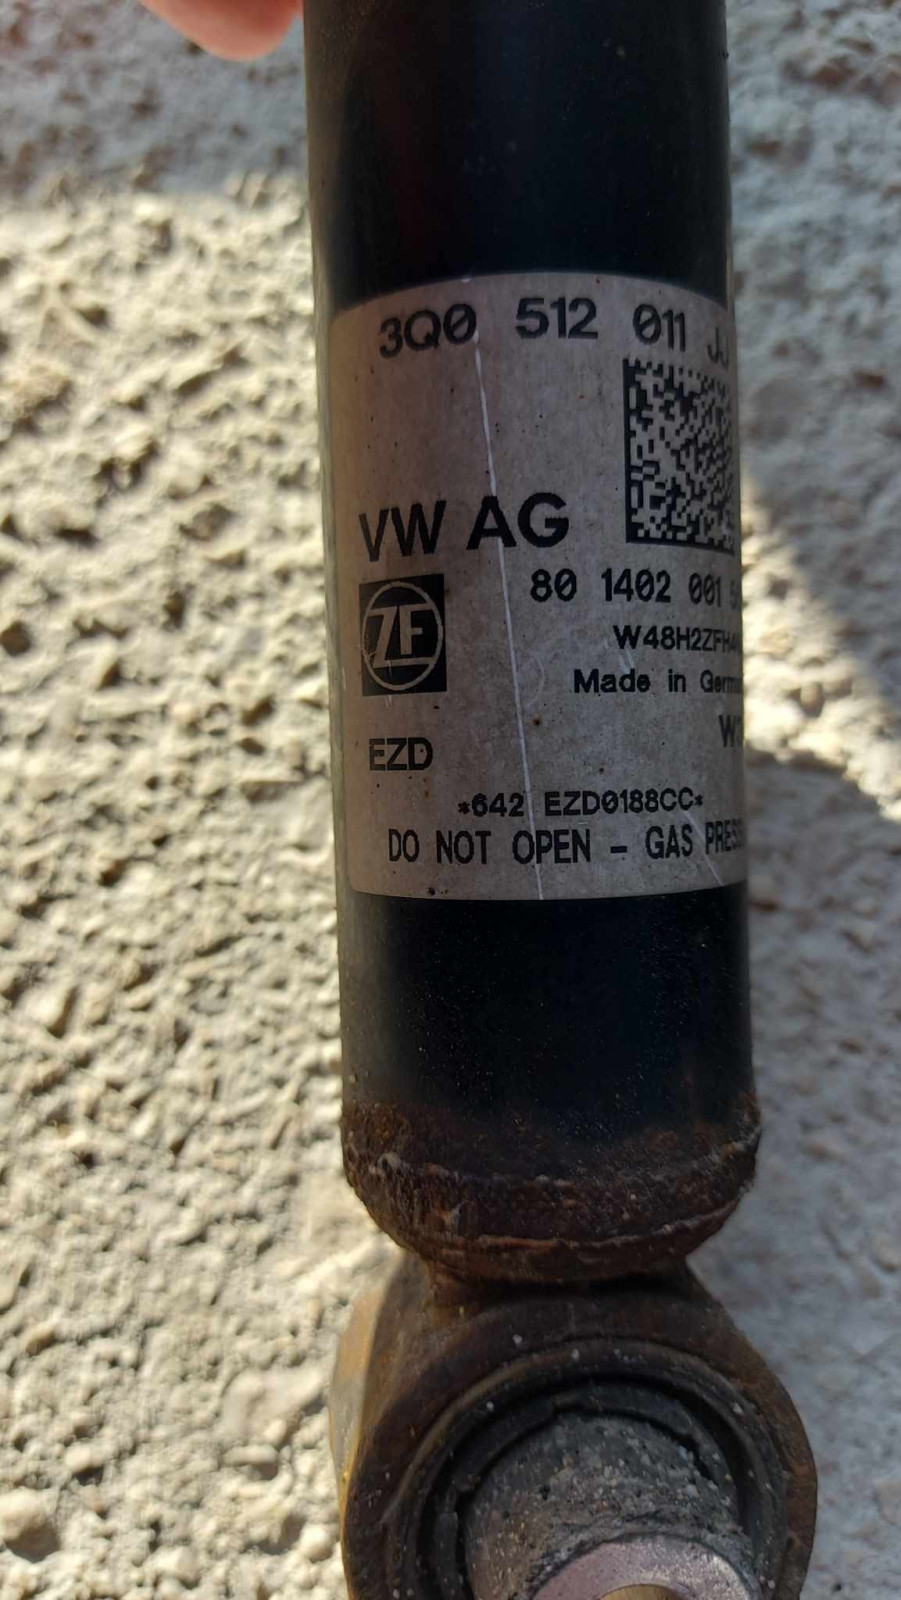 3Q0 512 011 JJ
VW AG
80 1402 001
ZF
Made in
EZD
*642 EZD0188CC*
DO NOT OPEN - GAS